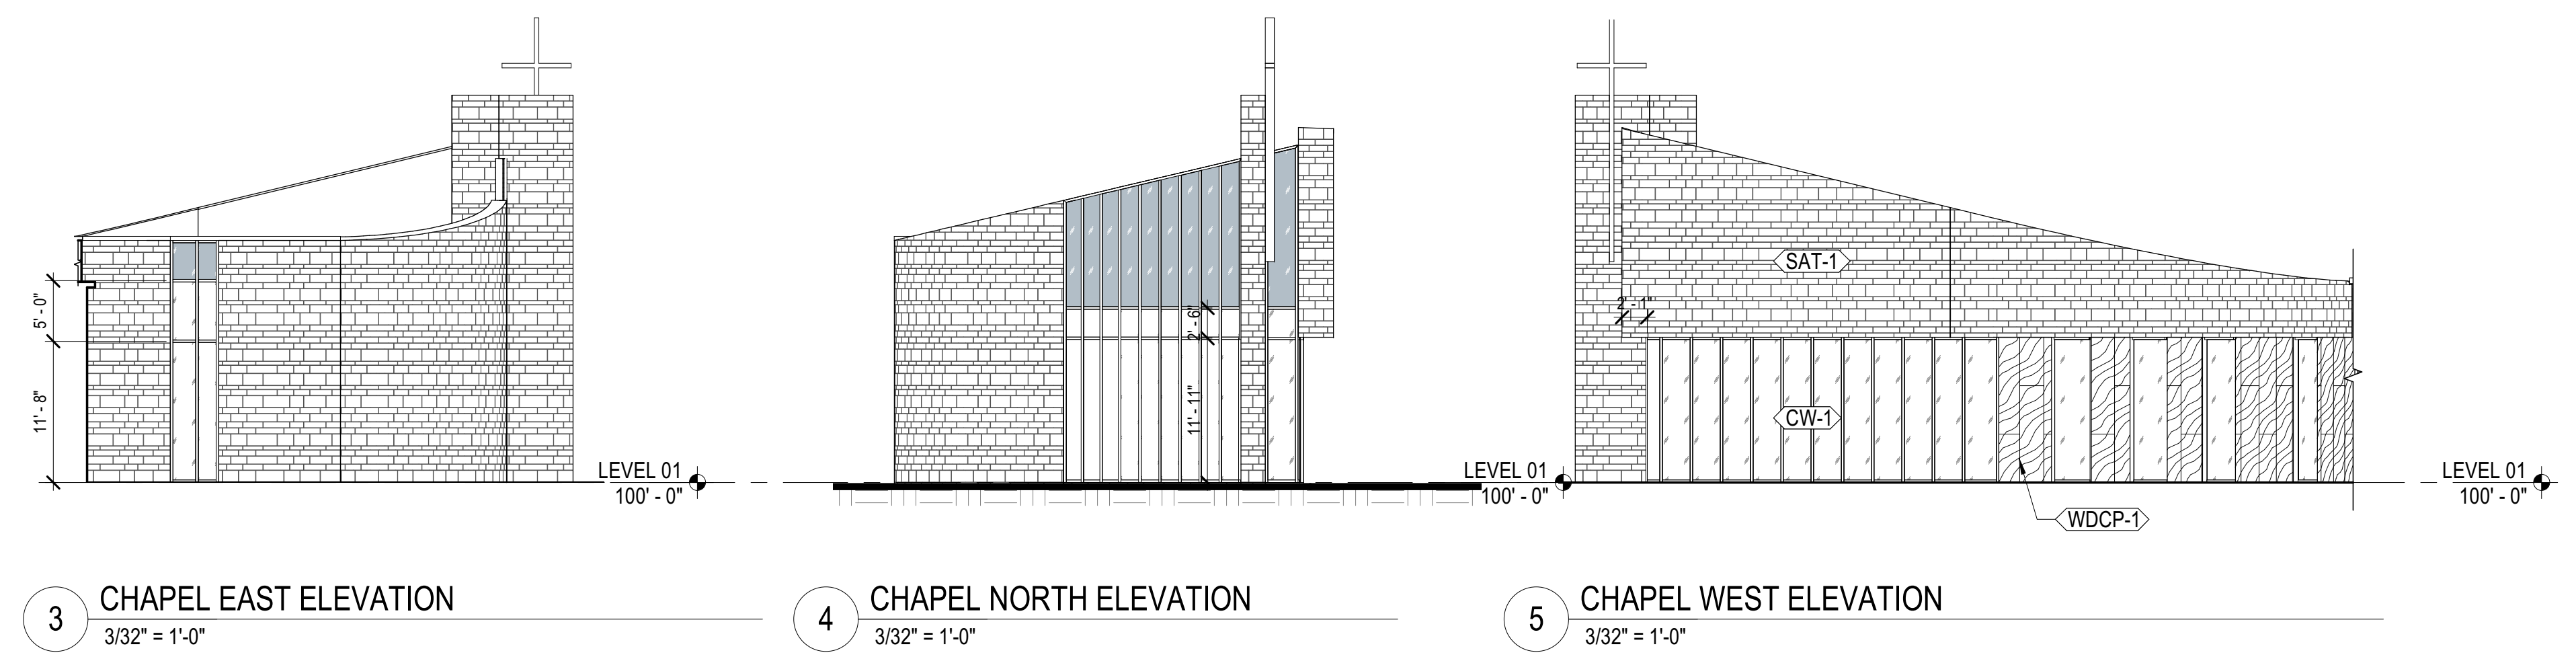 5' - 0"
11' - 8"
LEVEL 01
100' - 0"
3
CHAPEL EAST ELEVATION
3/32" = 1'-0"
2' - 6"
11' - 11"
LEVEL 01
100' - 0"
4
CHAPEL NORTH ELEVATION
3/32" = 1'-0"
SAT-1
2' - 1"
CW-1
WDCP-1
LEVEL 01
100' - 0"
5
CHAPEL WEST ELEVATION
3/32" = 1'-0"